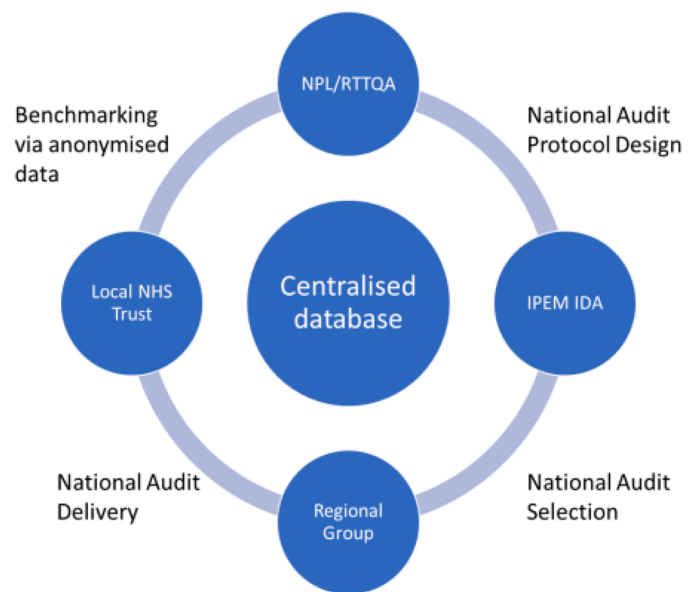 NPL/RTTQA
Benchmarking
via anonymised
data
National Audit
Protocol Design
Local NHS
Trust
Centralised
database
IPEM IDA
National Audit
Delivery
Regional
Group
National Audit
Selection